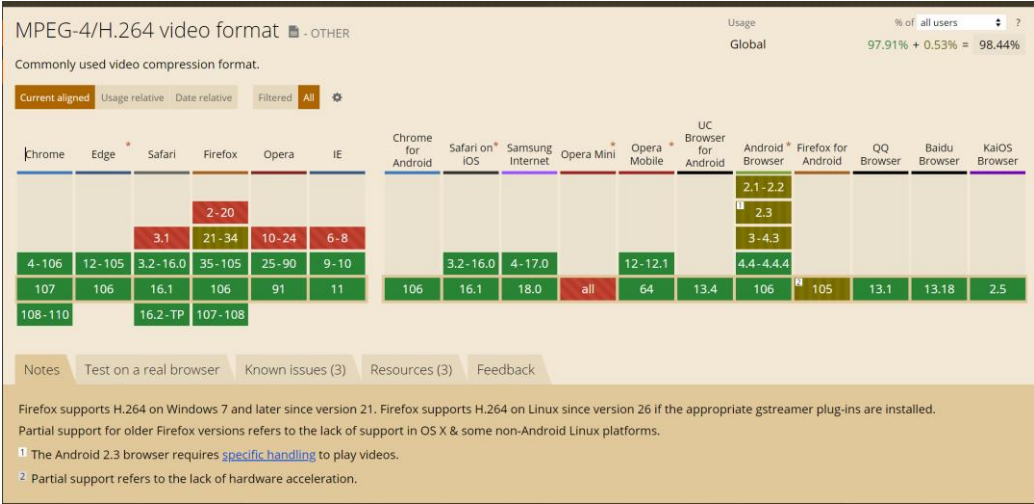 MPEG-4/H.264 video format - OTHER
Usage % of all users ?
Global 97.91% + 0.53% = 98.44%
Commonly used video compression format.
Current aligned Usage relative Date relative Filtered All
Chrome Edge * Safari Firefox Opera IE Chrome for Android Safari on iOS * Samsung Internet Opera Mini * Opera Mobile * UC Browser for Android Android Browser * Firefox for Android QQ Browser Baidu Browser KaiOS Browser
2.1-2.2
2-20 1 2.3
3.1 21-34 10-24 6-8 3-4.3
4-106 12-105 3.2-16.0 35-105 25-90 9-10 3.2-16.0 4-17.0 12-12.1 4.4-4.4.4
107 106 16.1 106 91 11 106 16.1 18.0 all 64 13.4 106 2 105 13.1 13.18 2.5
108-110 16.2-TP 107-108
Notes Test on a real browser Known issues (3) Resources (3) Feedback
Firefox supports H.264 on Windows 7 and later since version 21. Firefox supports H.264 on Linux since version 26 if the appropriate gstreamer plug-ins are installed.
Partial support for older Firefox versions refers to the lack of support in OS X & some non-Android Linux platforms.
1 The Android 2.3 browser requires specific handling to play videos.
2 Partial support refers to the lack of hardware acceleration.